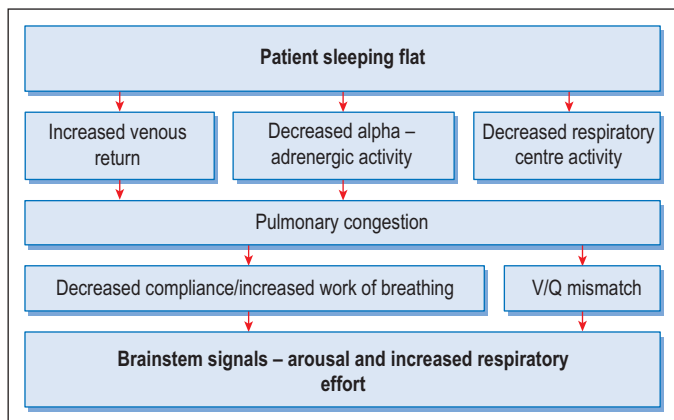 Patient sleeping flat
Increased venous
return
Decreased alpha –
adrenergic activity
Decreased respiratory
centre activity
Pulmonary congestion
Decreased compliance/increased work of breathing
V/Q mismatch
Brainstem signals – arousal and increased respiratory
effort